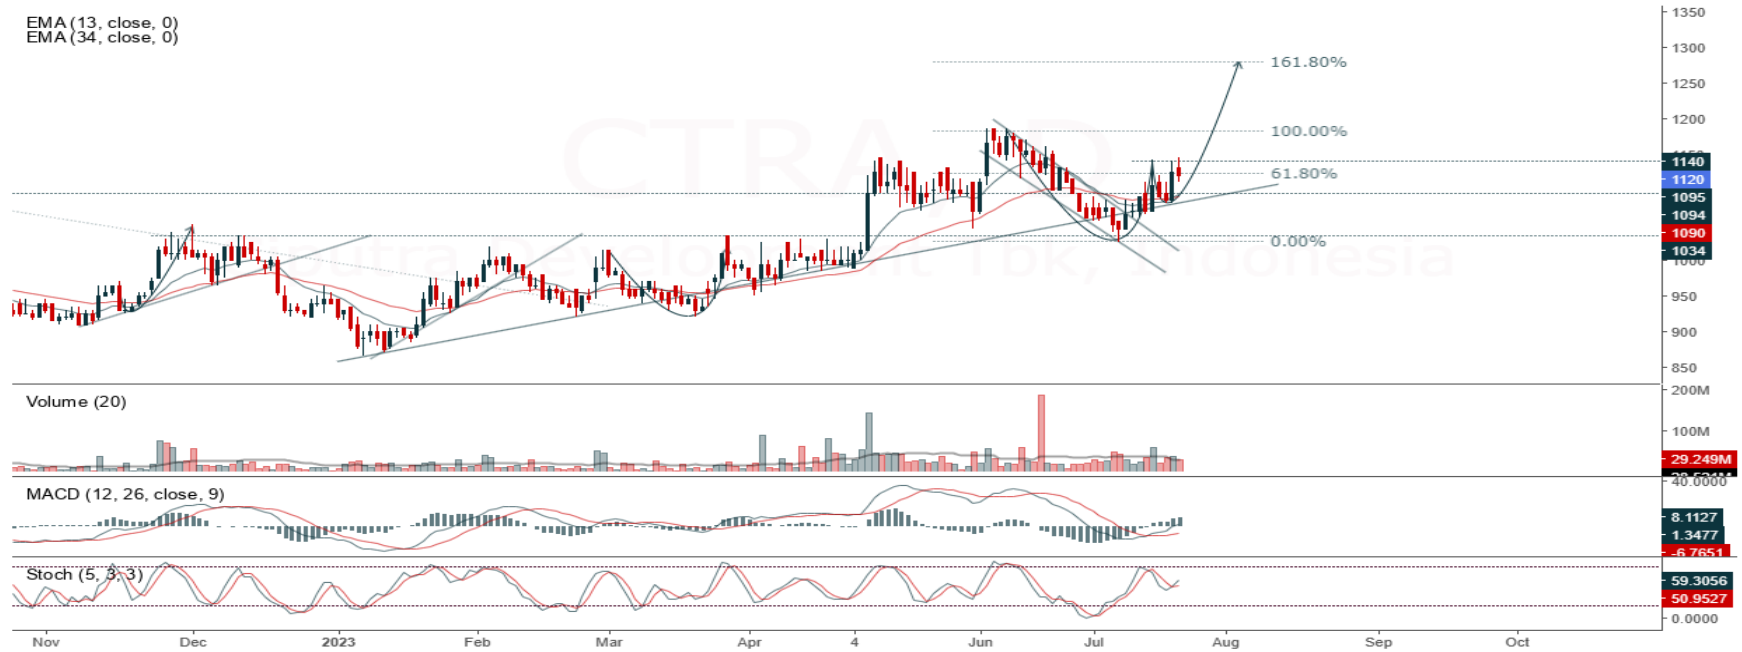 EMA (13, close, 0)
EMA (34, close, 0)
1350
1300
161.80%
1250
1200
100.00%
1140
61.80%
1120
1095
1094
1090
0.00%
1034
1000
950
900
850
Volume (20)
200M
100M
29.249M
MACD (12, 26, close, 9)
40.0000
8.1127
1.3477
-6.7651
Stoch (5, 3, 3)
59.3056
50.9527
0.0000
Nov Dec 2023 Feb Mar Apr 4 Jun Jul Aug Sep Oct